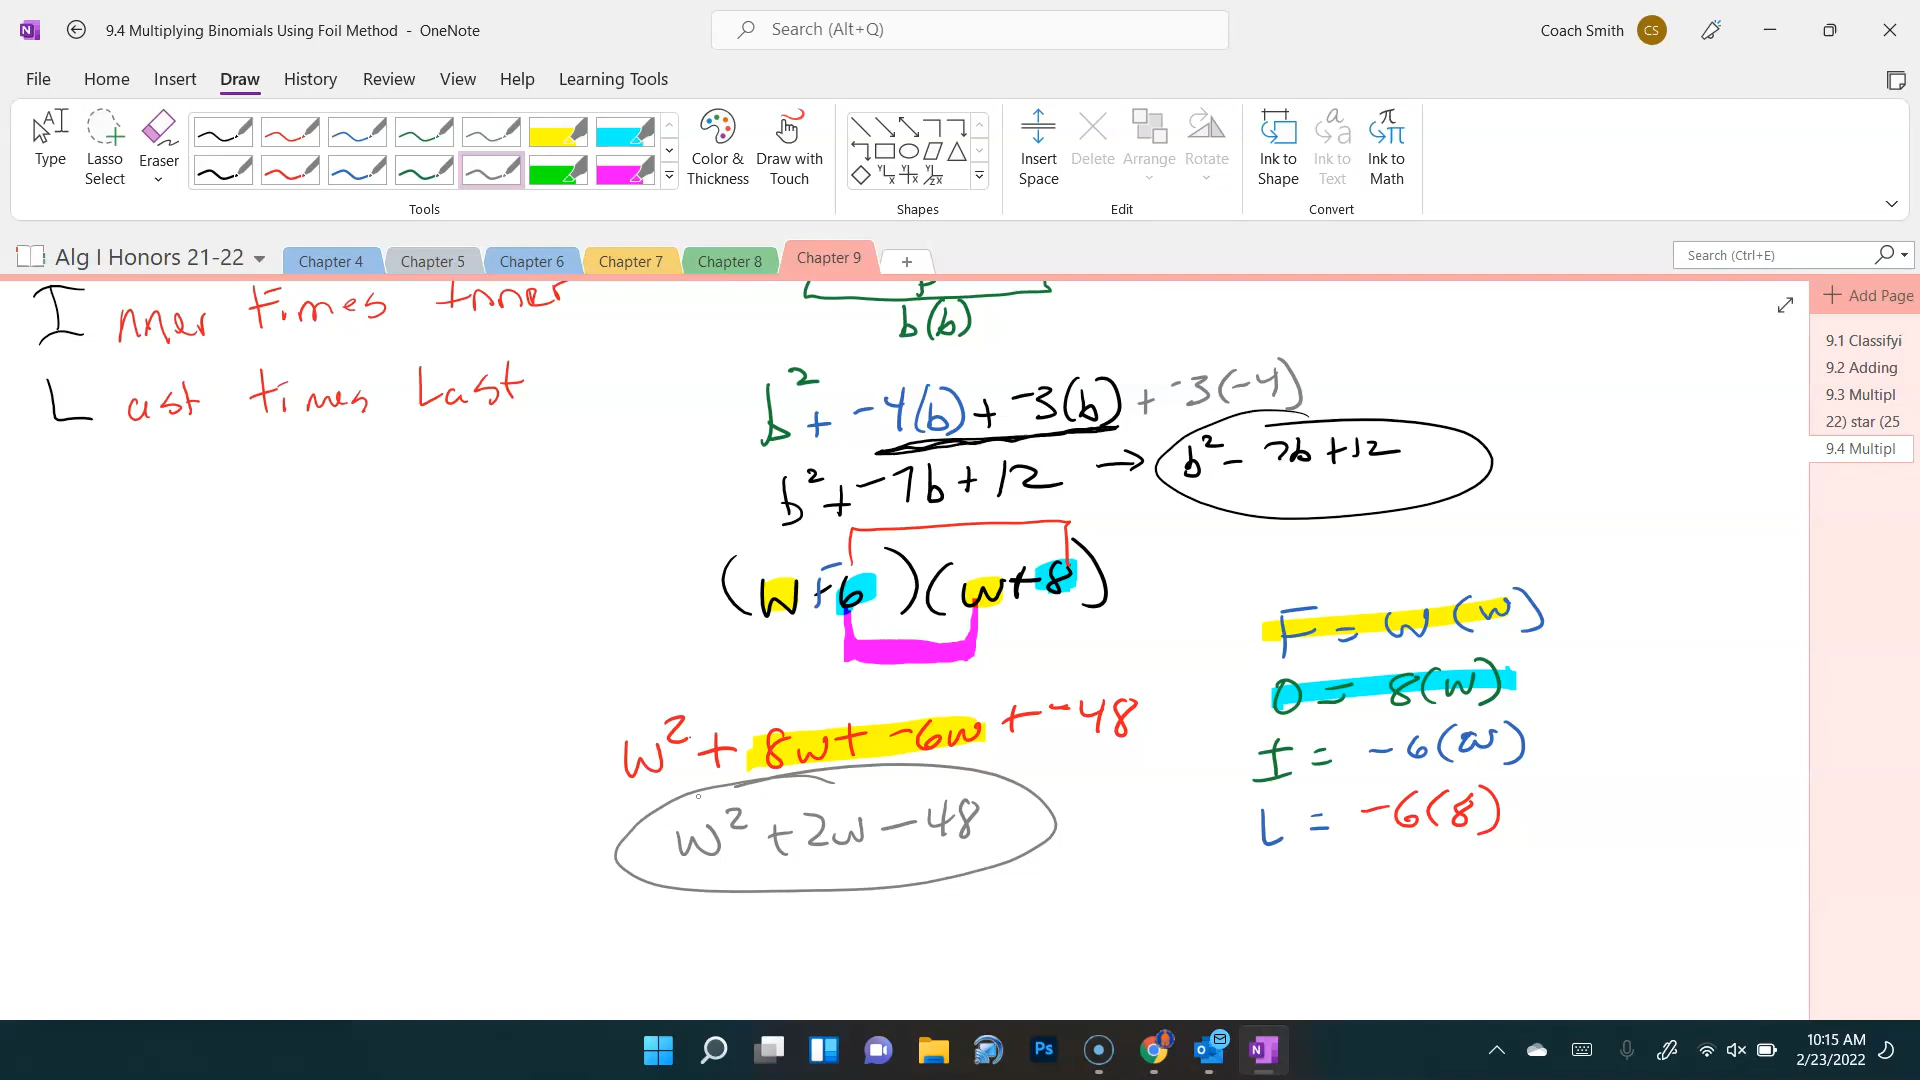 9.4 Multiplying Binomials Using Foil Method - OneNote
Search (Alt+Q)
Coach Smith CS
File Home Insert Draw History Review View Help Learning Tools
Type
Lasso Select
Eraser
Color & Thickness
Draw with Touch
Insert Space
Delete
Arrange
Rotate
Ink to Shape
Ink to Text
Ink to Math
Tools
Shapes
Edit
Convert
Alg I Honors 21-22
Chapter 4
Chapter 5
Chapter 6
Chapter 7
Chapter 8
Chapter 9
Search (Ctrl+E)
Add Page
9.1 Classifyi
9.2 Adding
9.3 Multipl
22) star (25
9.4 Multipl
Inner times Inner
Last times Last
b(b)
b² + -4(b) + -3(b) + -3(-4)
b² + -7b + 12 → b² - 7b + 12
(w + -6)(w + 8)
F = w(w)
O = 8(w)
I = -6(w)
L = -6(8)
w² + 8w + -6w + -48
w² + 2w - 48
Ps
10:15 AM
2/23/2022